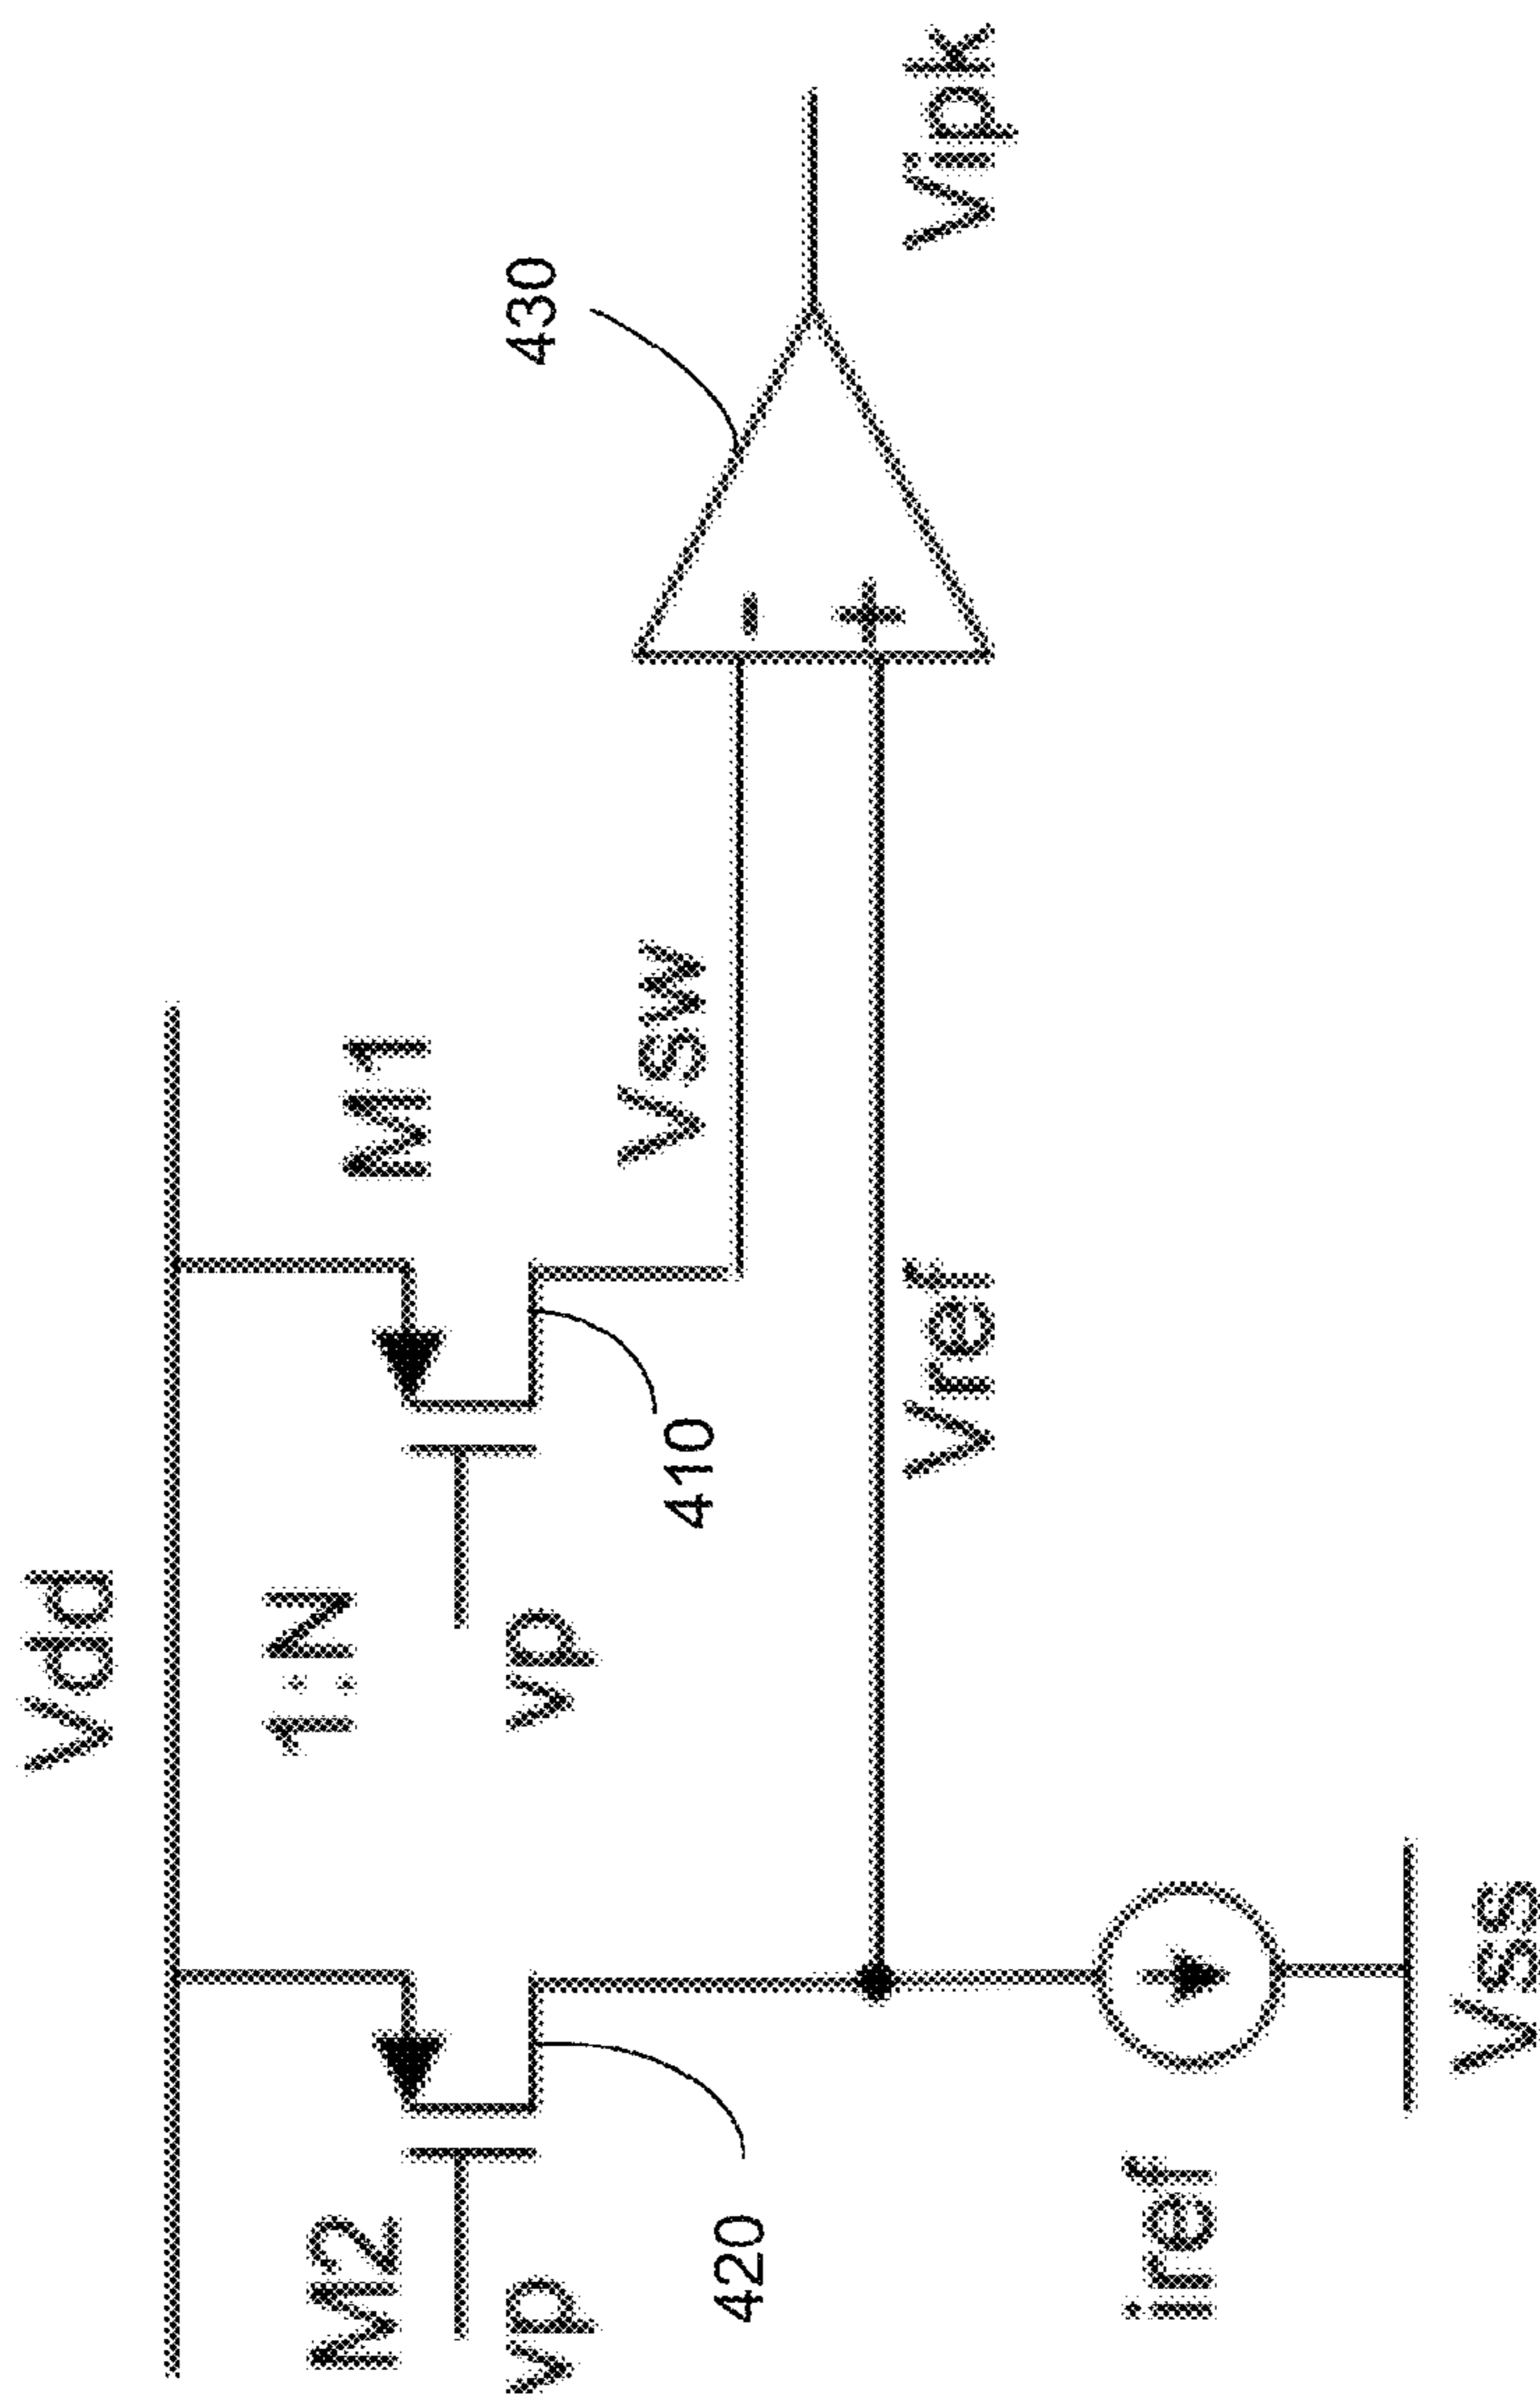 Vdd
M2
1:N
M1
vp
vp
430
420
410
Vsw
Vref
-
+
Vipk
iref
Vss